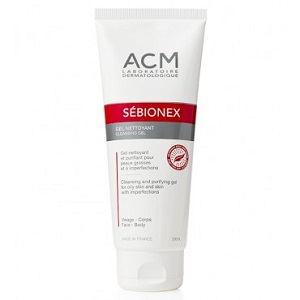 ACM
LABORATOIRE
DERMATOLOGIQUE
SÉBIONEX
GEL NETTOYANT
CLEANSING GEL
Gel nettoyant
et purifiant pour
peaux grasses
et à imperfections
Cleansing and purifying gel
for oily skin and skin
with imperfections
Visage - Corps
Face - Body
MADE IN FRANCE